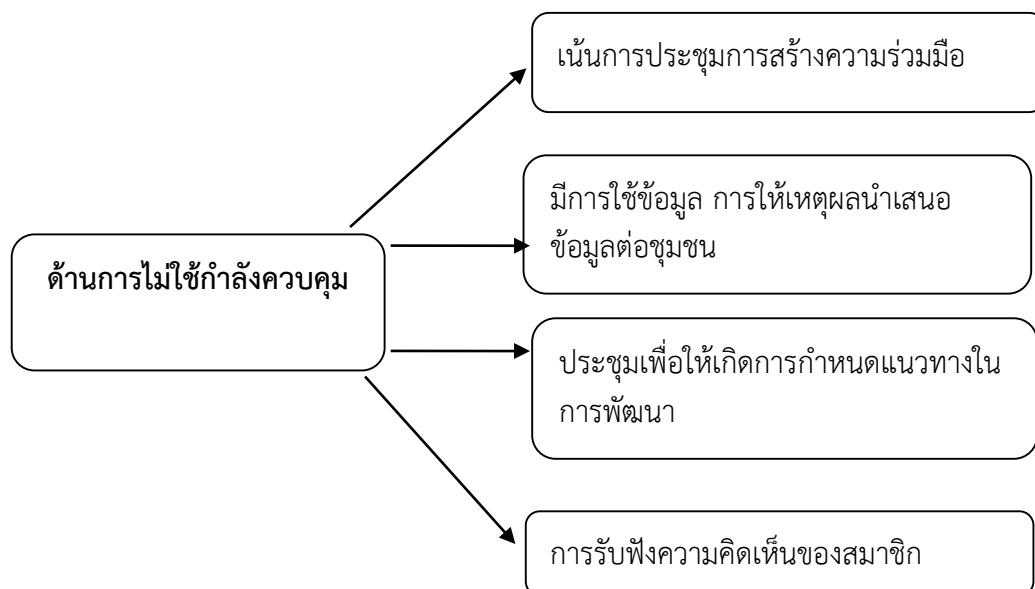 เน้นการประชุมการสร้างความร่วมมือ
มีการใช้ข้อมูล การให้เหตุผลนำเสนอ
ข้อมูลต่อชุมชน
ด้านการไม่ใช้กำลังควบคุม
ประชุมเพื่อให้เกิดการกำหนดแนวทางใน
การพัฒนา
การรับฟังความคิดเห็นของสมาชิก